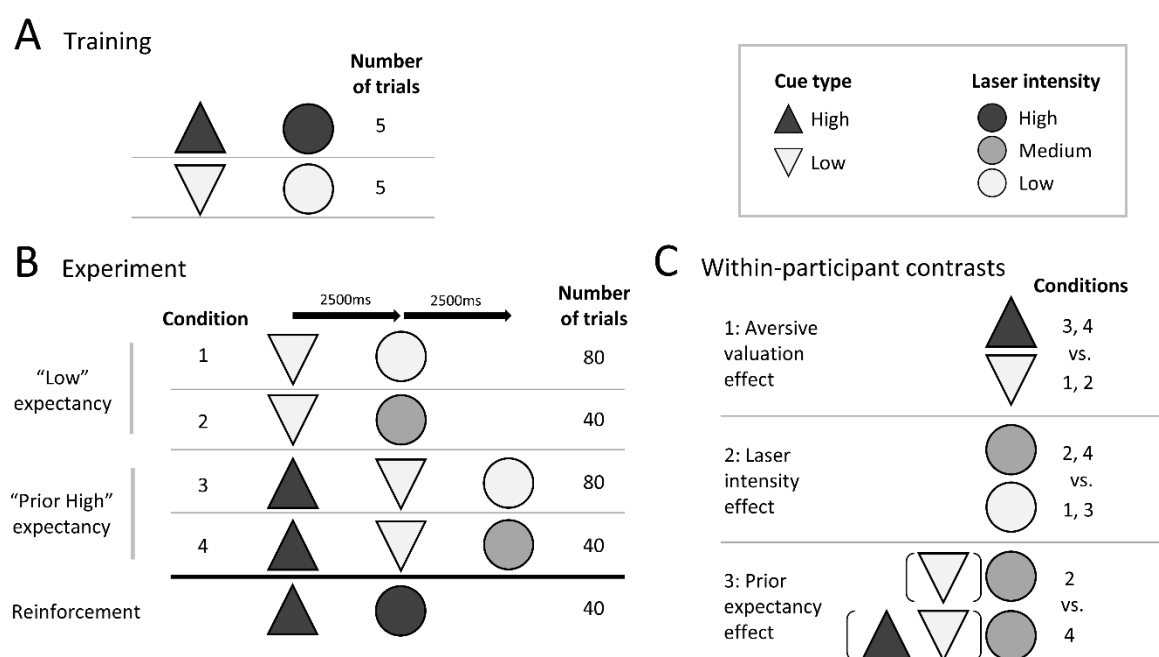 A Training
Number
of trials
5
5
Cue type
High
Low
Laser intensity
High
Medium
Low
B Experiment
Condition
2500ms 2500ms
Number
of trials
"Low"
expectancy
1 80
2 40
"Prior High"
expectancy
3 80
4 40
Reinforcement 40
C Within-participant contrasts
Conditions
1: Aversive
valuation
effect
3, 4
vs.
1, 2
2: Laser
intensity
effect
2, 4
vs.
1, 3
3: Prior
expectancy
effect
2
vs.
4